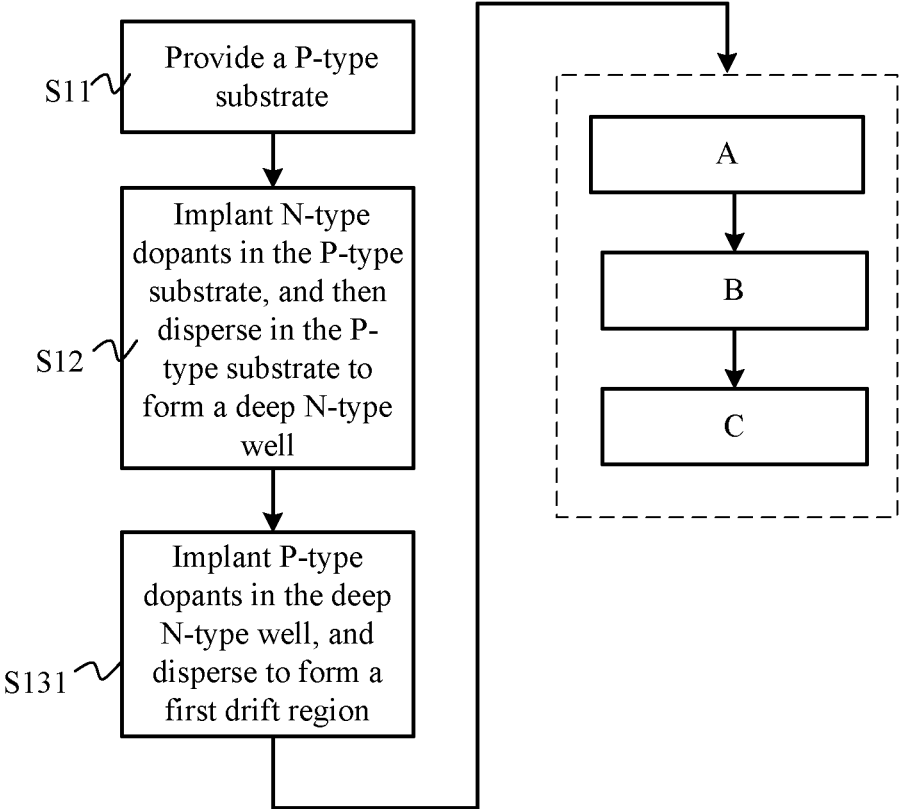 S11
Provide a P-type
substrate
S12
Implant N-type
dopants in the P-type
substrate, and then
disperse in the P-
type substrate to
form a deep N-type
well
S131
Implant P-type
dopants in the deep
N-type well, and
disperse to form a
first drift region
A
B
C